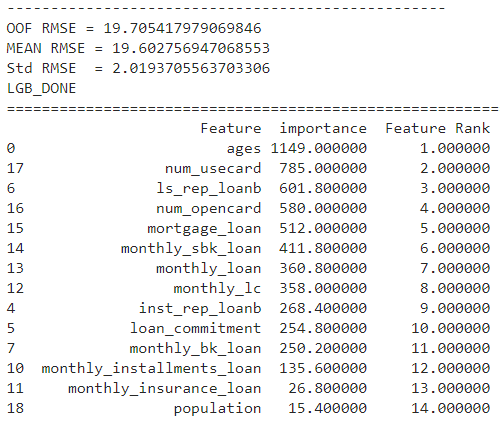 --------------------------------------------------
OOF RMSE = 19.705417979069846
MEAN RMSE = 19.602756947068553
Std RMSE  = 2.0193705563703306
LGB_DONE
========================================================
Feature importance Feature Rank
0 ages 1149.000000 1.000000
17 num_usecard 785.000000 2.000000
6 ls_rep_loanb 601.800000 3.000000
16 num_opencard 580.000000 4.000000
15 mortgage_loan 512.000000 5.000000
14 monthly_sbk_loan 411.800000 6.000000
13 monthly_loan 360.800000 7.000000
12 monthly_lc 358.000000 8.000000
4 inst_rep_loanb 268.400000 9.000000
5 loan_commitment 254.800000 10.000000
7 monthly_bk_loan 250.200000 11.000000
10 monthly_installments_loan 135.600000 12.000000
11 monthly_insurance_loan 26.800000 13.000000
18 population 15.400000 14.000000